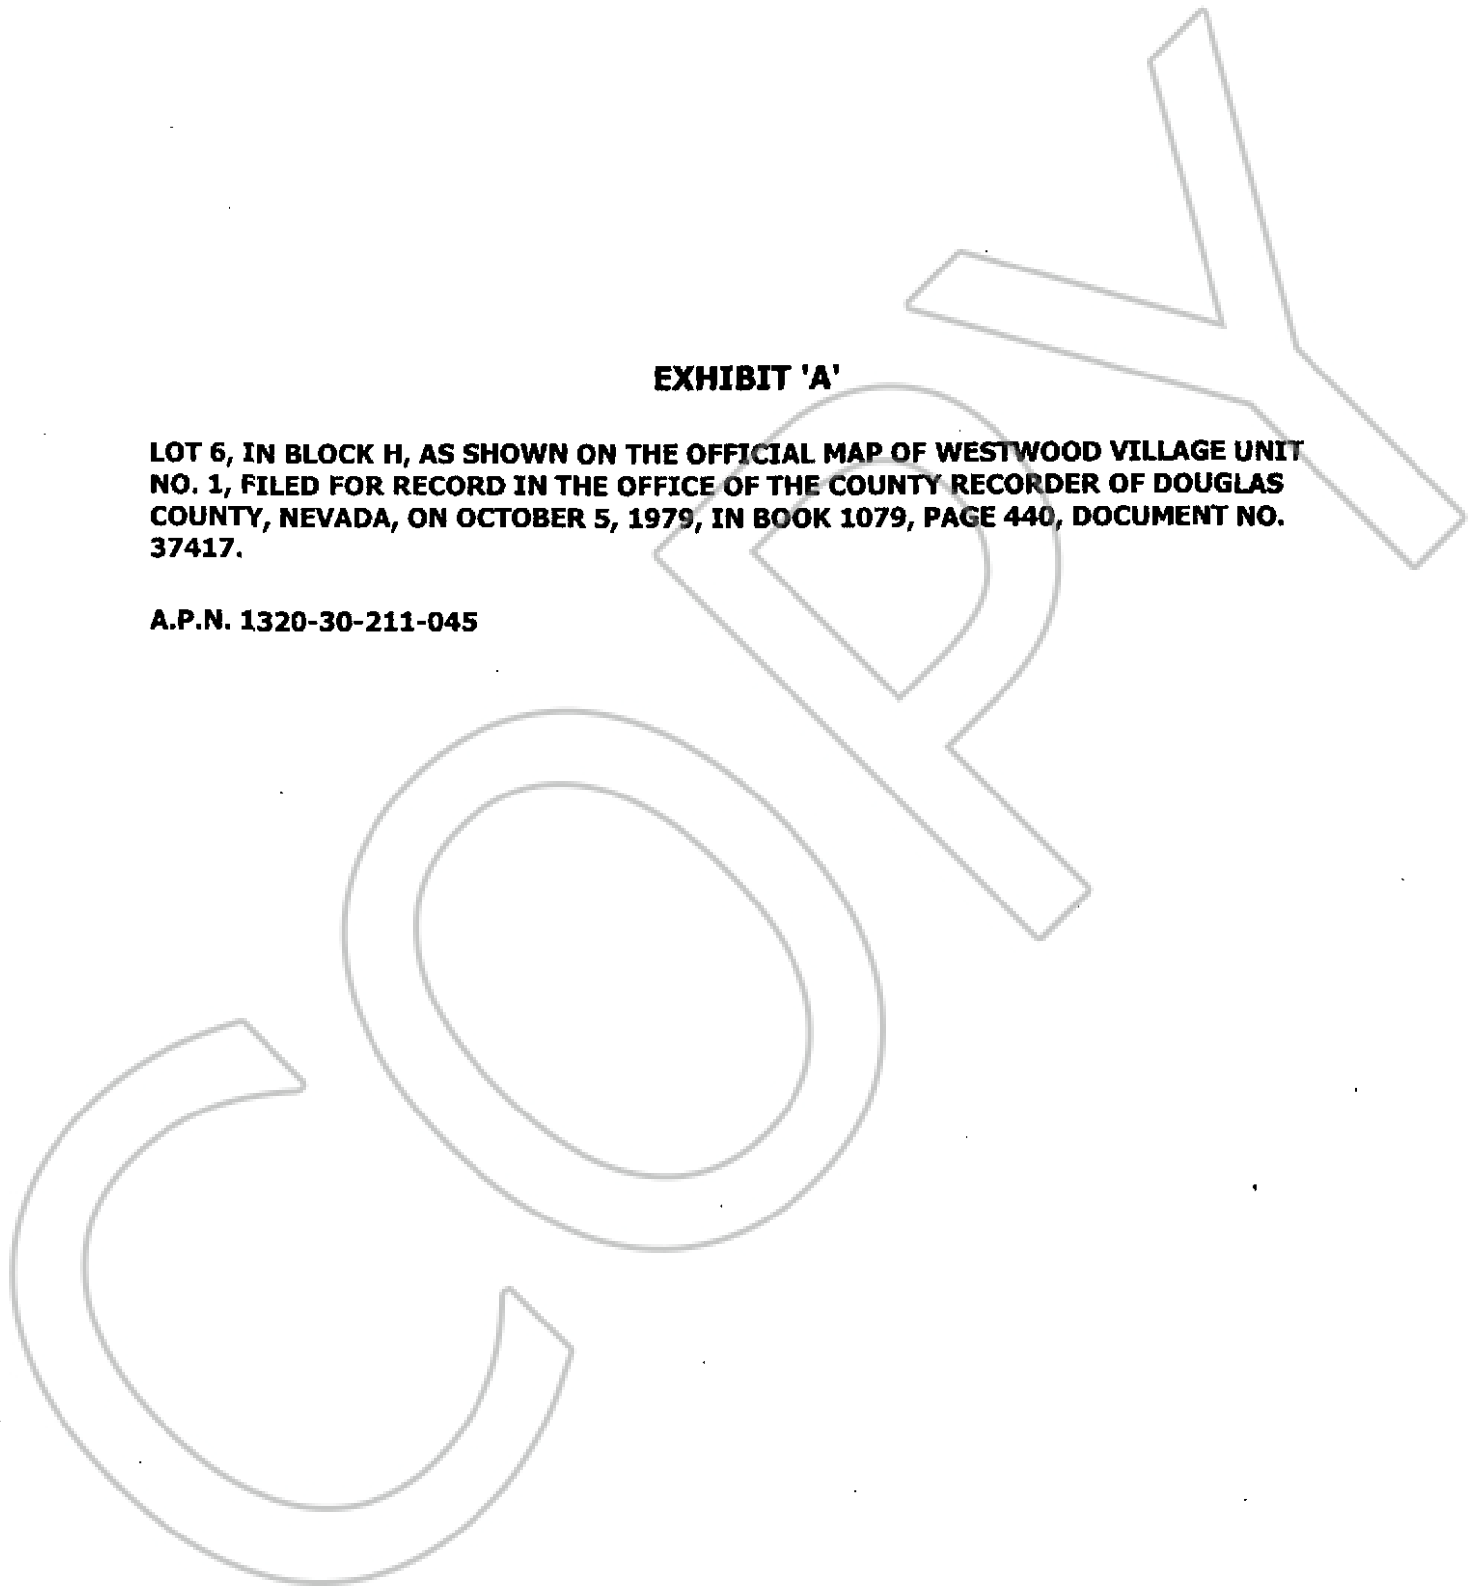 EXHIBIT 'A'
LOT 6, IN BLOCK H, AS SHOWN ON THE OFFICIAL MAP OF WESTWOOD VILLAGE UNIT
NO. 1, FILED FOR RECORD IN THE OFFICE OF THE COUNTY RECORDER OF DOUGLAS
COUNTY, NEVADA, ON OCTOBER 5, 1979, IN BOOK 1079, PAGE 440, DOCUMENT NO.
37417.
A.P.N. 1320-30-211-045
COPY